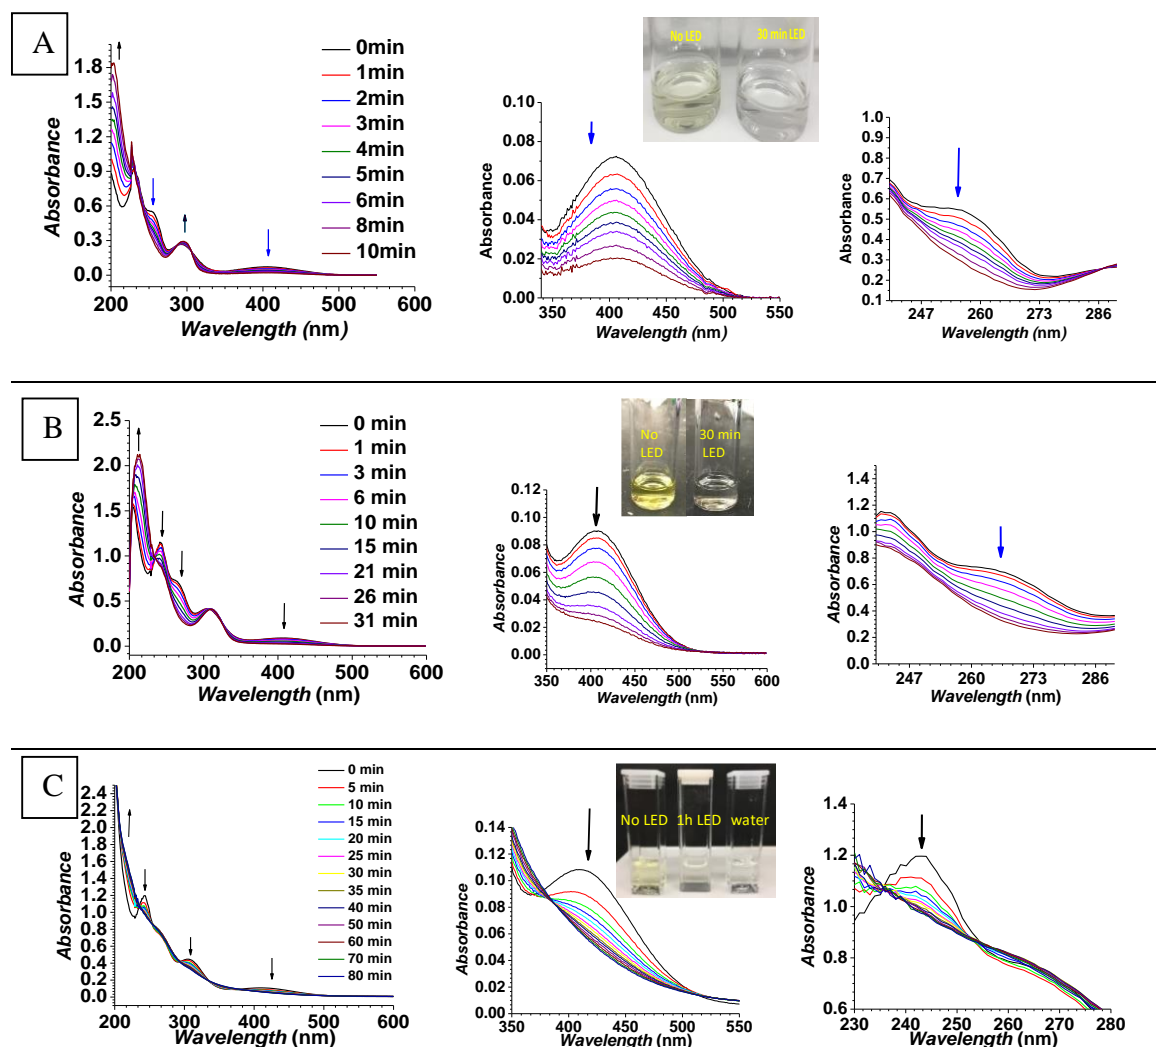 A
0min
1min
2min
3min
4min
5min
6min
8min
10min
1.8
1.5
1.2
0.9
0.6
0.3
0.0
200 300 400 500 600
Absorbance
Wavelength (nm)
No LED
30 min LED
0.10
0.08
0.06
0.04
0.02
0.00
350 400 450 500 550
Absorbance
Wavelength (nm)
1.0
0.9
0.8
0.7
0.6
0.5
0.4
0.3
0.2
0.1
247 260 273 286
Absorbance
Wavelength (nm)
B
0 min
1 min
3 min
6 min
10 min
15 min
21 min
26 min
31 min
2.5
2.0
1.5
1.0
0.5
0.0
200 300 400 500 600
Absorbance
Wavelength (nm)
No
LED
30 min
LED
0.12
0.10
0.08
0.06
0.04
0.02
0.00
350 400 450 500 550 600
Absorbance
Wavelength (nm)
1.4
1.2
1.0
0.8
0.6
0.4
0.2
0.0
247 260 273 286
Absorbance
Wavelength (nm)
C
0 min
5 min
10 min
15 min
20 min
25 min
30 min
35 min
40 min
50 min
60 min
70 min
80 min
2.4
2.2
2.0
1.8
1.6
1.4
1.2
1.0
0.8
0.6
0.4
0.2
0.0
200 300 400 500 600
Absorbance
Wavelength (nm)
No LED
1h LED
water
0.14
0.12
0.10
0.08
0.06
0.04
0.02
0.00
350 400 450 500 550
Absorbance
Wavelength (nm)
1.4
1.2
1.0
0.8
0.6
230 240 250 260 270 280
Absorbance
Wavelength (nm)